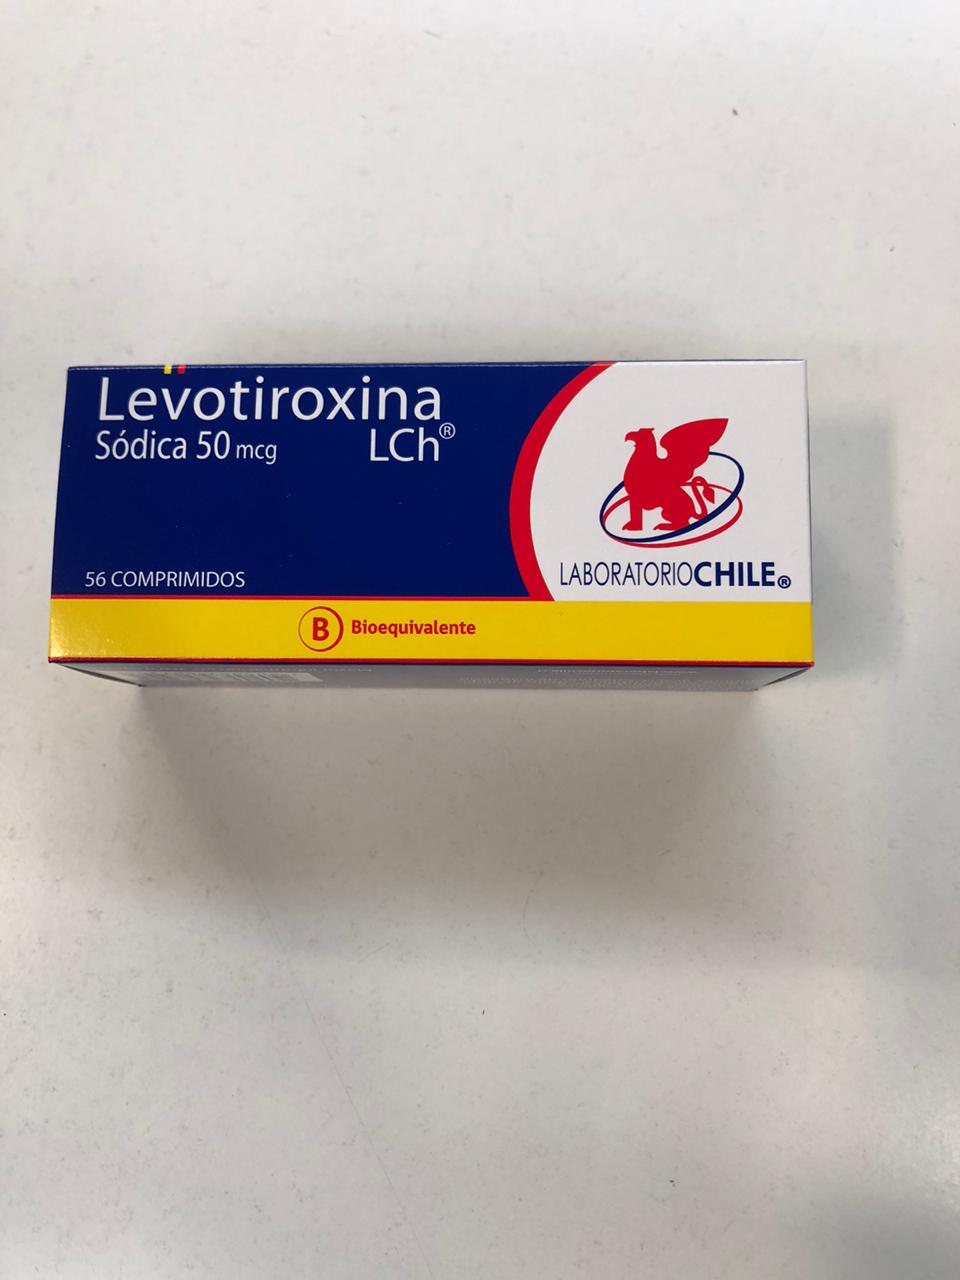 Levotiroxina
Sódica 50 mcg LCh®
56 COMPRIMIDOS
LABORATORIOCHILE®
B Bioequivalente